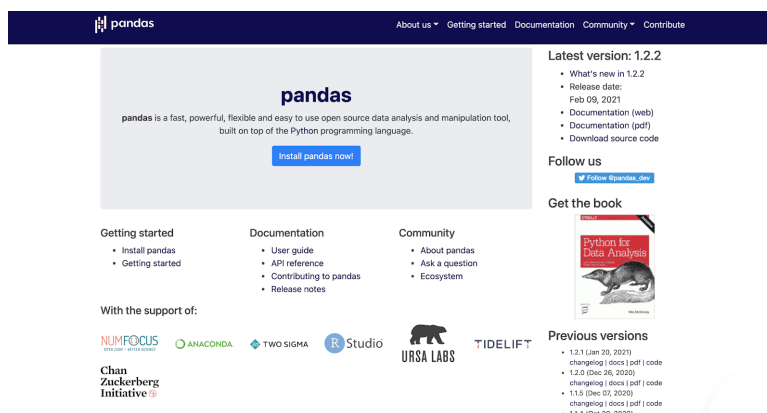 pandas
About us Getting started Documentation Community Contribute
pandas
pandas is a fast, powerful, flexible and easy to use open source data analysis and manipulation tool,
built on top of the Python programming language.
Install pandas now!
Getting started
Install pandas
Getting started
Documentation
User guide
API reference
Contributing to pandas
Release notes
Community
About pandas
Ask a question
Ecosystem
With the support of:
NUMFOCUS
OPEN CODE = BETTER SCIENCE
ANACONDA
TWO SIGMA
R Studio
URSA LABS
TIDELIFT
Chan
Zuckerberg
Initiative
Latest version: 1.2.2
What's new in 1.2.2
Release date:
Feb 09, 2021
Documentation (web)
Documentation (pdf)
Download source code
Follow us
Follow @pandas_dev
Get the book
O'REILLY
Python for
Data Analysis
Wes McKinney
Previous versions
1.2.1 (Jan 20, 2021)
changelog | docs | pdf | code
1.2.0 (Dec 26, 2020)
changelog | docs | pdf | code
1.1.5 (Dec 07, 2020)
changelog | docs | pdf | code